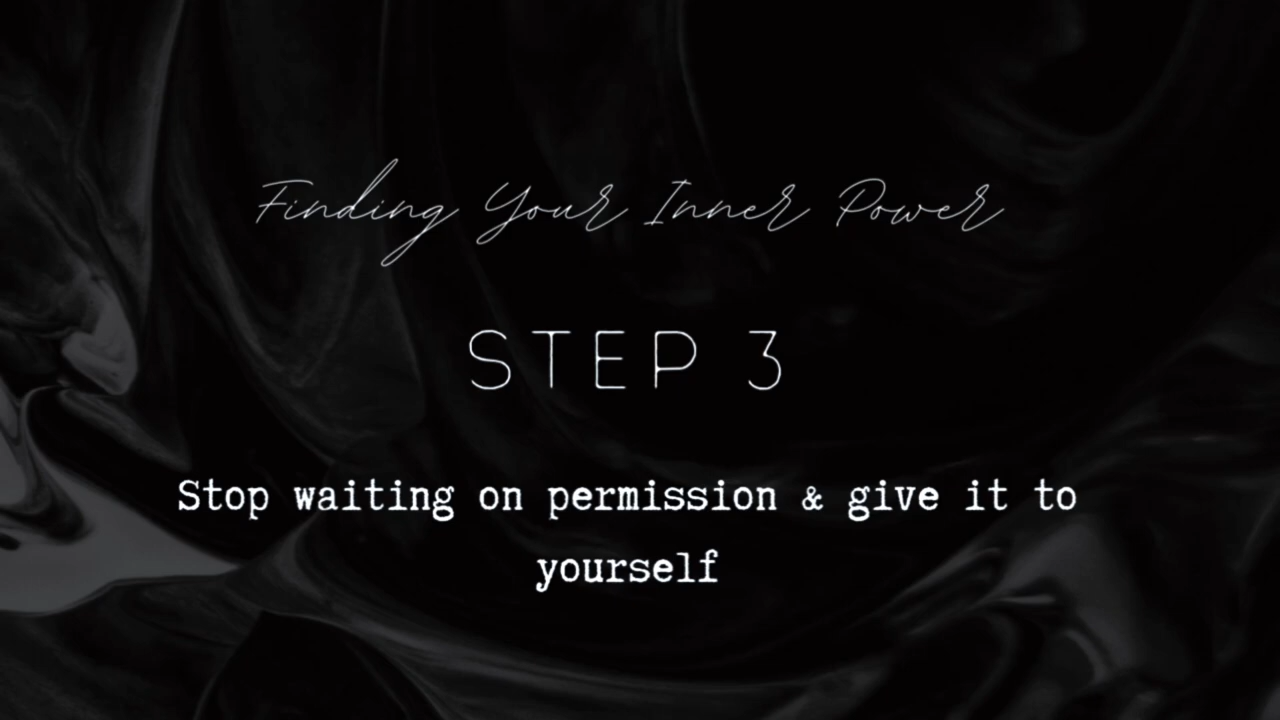 Finding Your Inner Power
STEP 3
Stop waiting on permission & give it to
yourself